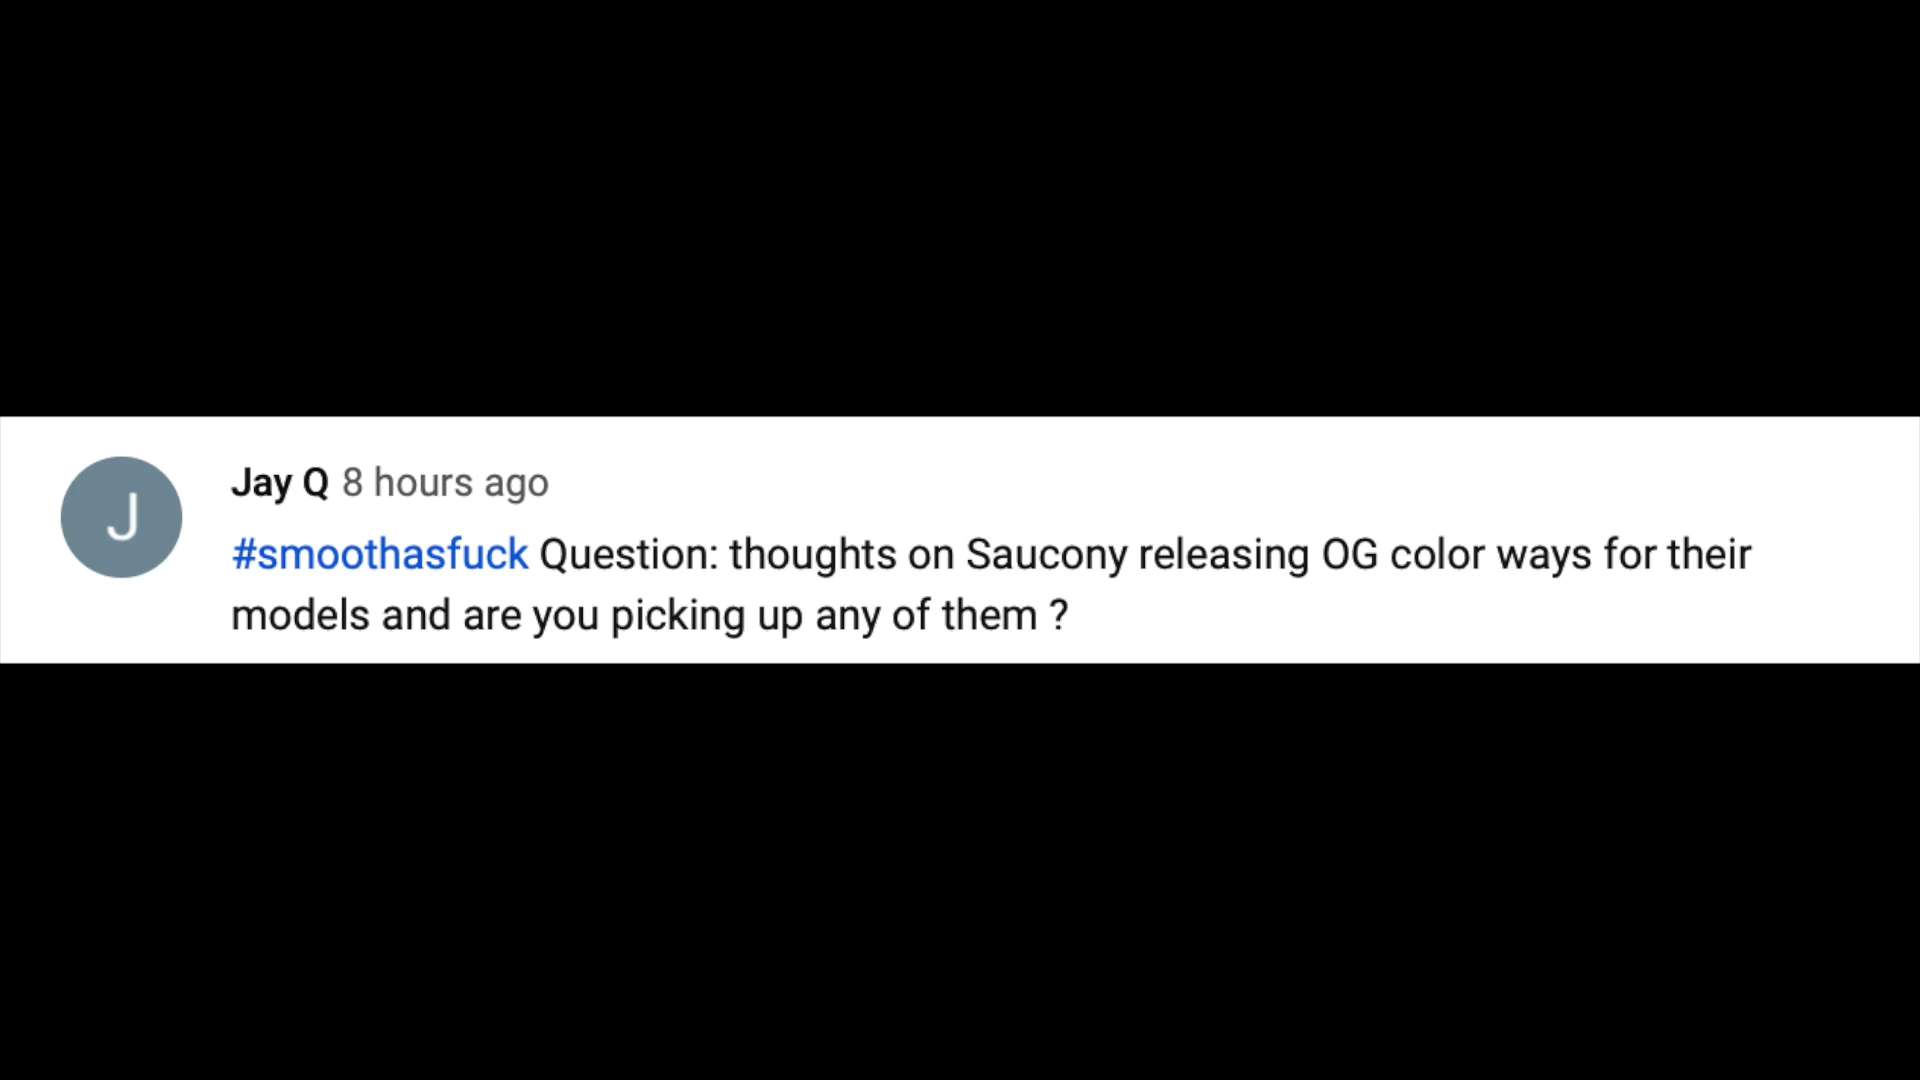 J
Jay Q 8 hours ago
#smoothasfuck Question: thoughts on Saucony releasing OG color ways for their
models and are you picking up any of them ?